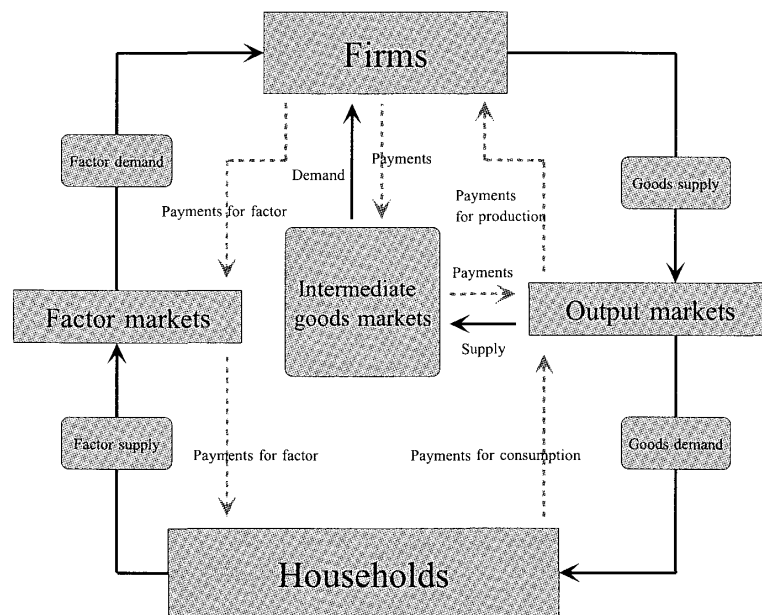 Firms
Factor demand
Demand
Payments
Payments for factor
Payments
for production
Goods supply
Intermediate
goods markets
Payments
Factor markets
Output markets
Supply
Factor supply
Payments for factor
Payments for consumption
Goods demand
Households